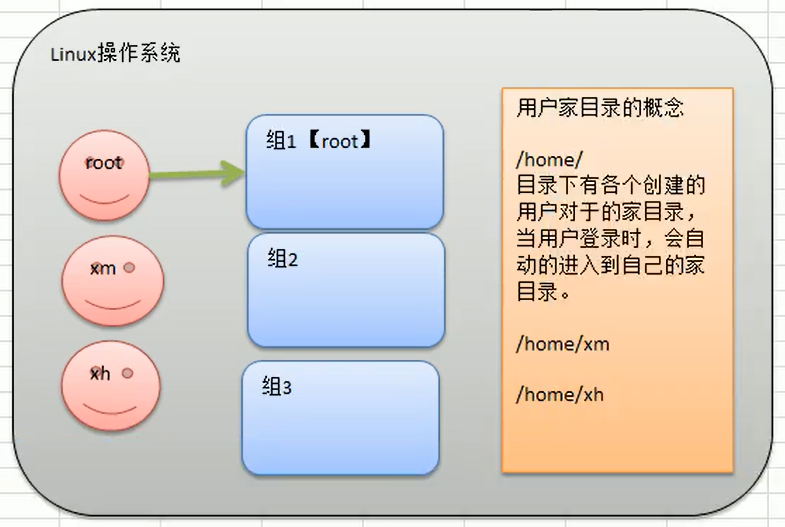 Linux操作系统
root
组1【root】
xm
组2
xh
组3
用户家目录的概念
/home/
目录下有各个创建的
用户对于的家目录，
当用户登录时，会自
动的进入到自己的家
目录。
/home/xm
/home/xh